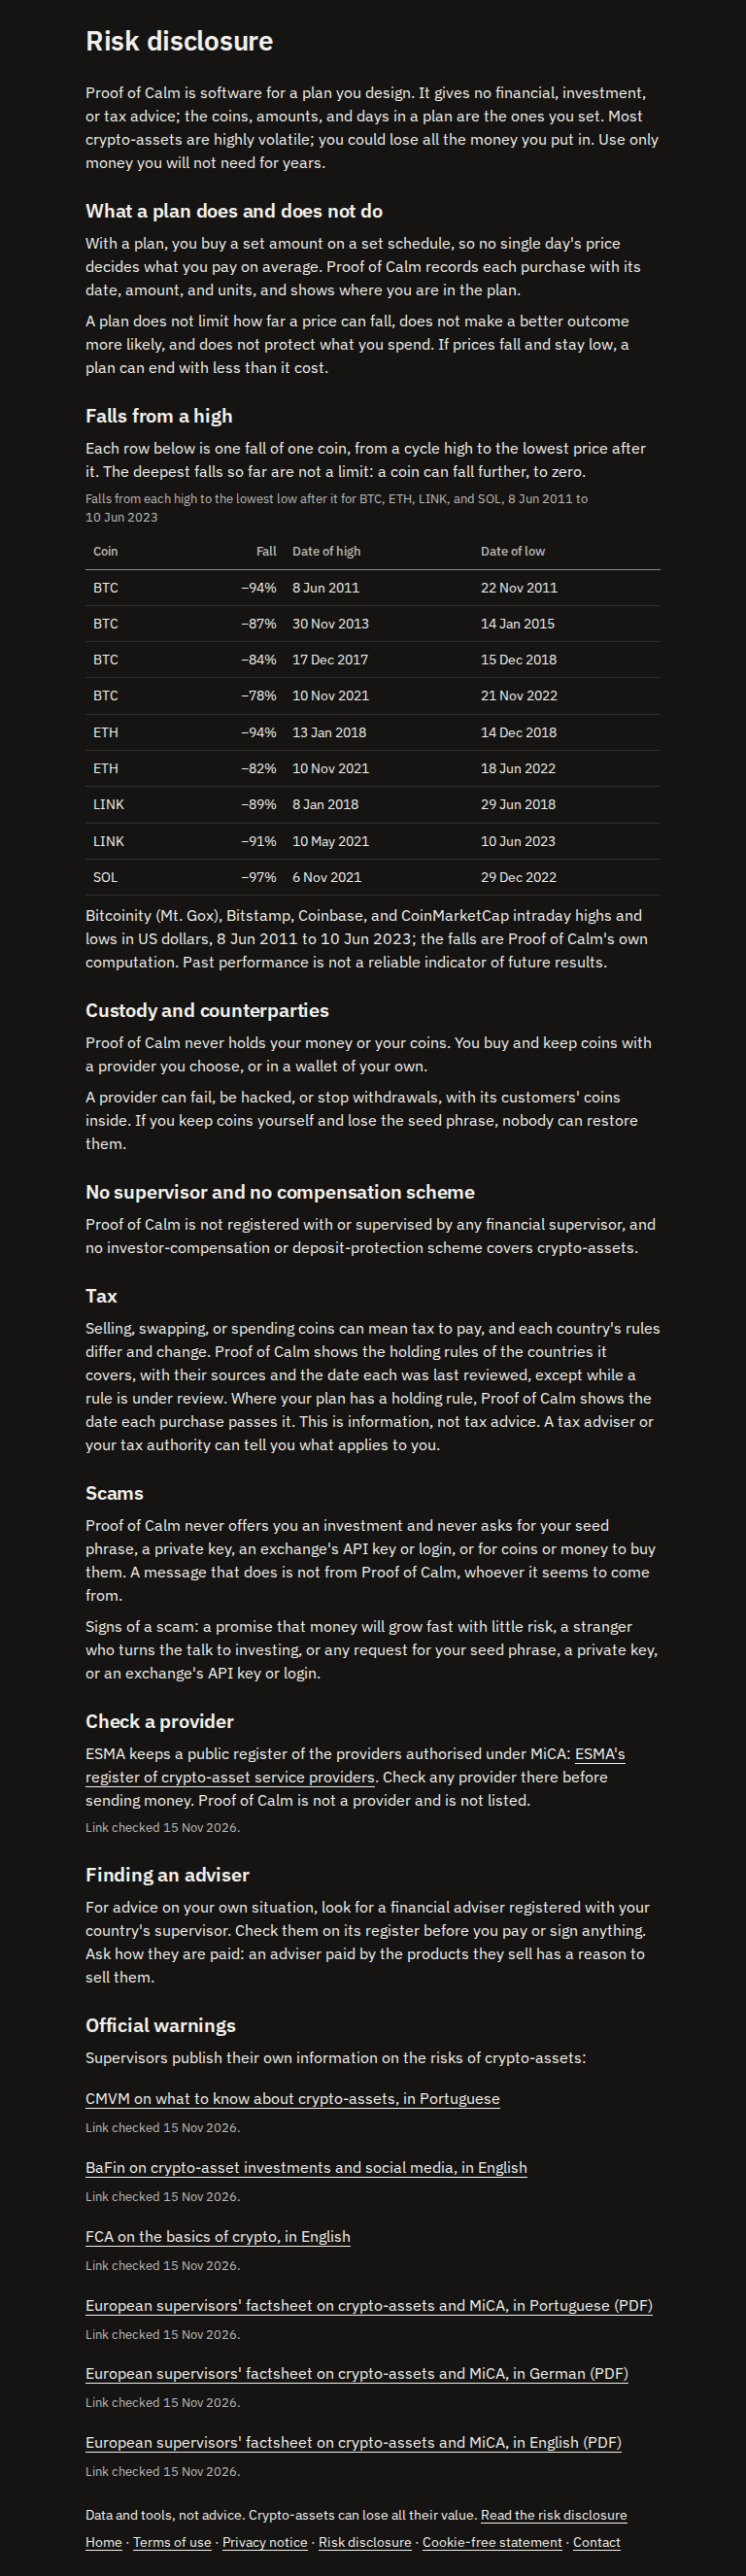 Risk disclosure
Proof of Calm is software for a plan you design. It gives no financial, investment,
or tax advice; the coins, amounts, and days in a plan are the ones you set. Most
crypto-assets are highly volatile; you could lose all the money you put in. Use only
money you will not need for years.
What a plan does and does not do
With a plan, you buy a set amount on a set schedule, so no single day's price
decides what you pay on average. Proof of Calm records each purchase with its
date, amount, and units, and shows where you are in the plan.
A plan does not limit how far a price can fall, does not make a better outcome
more likely, and does not protect what you spend. If prices fall and stay low, a
plan can end with less than it cost.
Falls from a high
Each row below is one fall of one coin, from a cycle high to the lowest price after
it. The deepest falls so far are not a limit: a coin can fall further, to zero.
Falls from each high to the lowest low after it for BTC, ETH, LINK, and SOL, 8 Jun 2011 to
10 Jun 2023
Coin Fall Date of high Date of low
BTC −94% 8 Jun 2011 22 Nov 2011
BTC −87% 30 Nov 2013 14 Jan 2015
BTC −84% 17 Dec 2017 15 Dec 2018
BTC −78% 10 Nov 2021 21 Nov 2022
ETH −94% 13 Jan 2018 14 Dec 2018
ETH −82% 10 Nov 2021 18 Jun 2022
LINK −89% 8 Jan 2018 29 Jun 2018
LINK −91% 10 May 2021 10 Jun 2023
SOL −97% 6 Nov 2021 29 Dec 2022
Bitcoinity (Mt. Gox), Bitstamp, Coinbase, and CoinMarketCap intraday highs and
lows in US dollars, 8 Jun 2011 to 10 Jun 2023; the falls are Proof of Calm's own
computation. Past performance is not a reliable indicator of future results.
Custody and counterparties
Proof of Calm never holds your money or your coins. You buy and keep coins with
a provider you choose, or in a wallet of your own.
A provider can fail, be hacked, or stop withdrawals, with its customers' coins
inside. If you keep coins yourself and lose the seed phrase, nobody can restore
them.
No supervisor and no compensation scheme
Proof of Calm is not registered with or supervised by any financial supervisor, and
no investor-compensation or deposit-protection scheme covers crypto-assets.
Tax
Selling, swapping, or spending coins can mean tax to pay, and each country's rules
differ and change. Proof of Calm shows the holding rules of the countries it
covers, with their sources and the date each was last reviewed, except while a
rule is under review. Where your plan has a holding rule, Proof of Calm shows the
date each purchase passes it. This is information, not tax advice. A tax adviser or
your tax authority can tell you what applies to you.
Scams
Proof of Calm never offers you an investment and never asks for your seed
phrase, a private key, an exchange's API key or login, or for coins or money to buy
them. A message that does is not from Proof of Calm, whoever it seems to come
from.
Signs of a scam: a promise that money will grow fast with little risk, a stranger
who turns the talk to investing, or any request for your seed phrase, a private key,
or an exchange's API key or login.
Check a provider
ESMA keeps a public register of the providers authorised under MiCA: ESMA's
register of crypto-asset service providers. Check any provider there before
sending money. Proof of Calm is not a provider and is not listed.
Link checked 15 Nov 2026.
Finding an adviser
For advice on your own situation, look for a financial adviser registered with your
country's supervisor. Check them on its register before you pay or sign anything.
Ask how they are paid: an adviser paid by the products they sell has a reason to
sell them.
Official warnings
Supervisors publish their own information on the risks of crypto-assets:
CMVM on what to know about crypto-assets, in Portuguese
Link checked 15 Nov 2026.
BaFin on crypto-asset investments and social media, in English
Link checked 15 Nov 2026.
FCA on the basics of crypto, in English
Link checked 15 Nov 2026.
European supervisors' factsheet on crypto-assets and MiCA, in Portuguese (PDF)
Link checked 15 Nov 2026.
European supervisors' factsheet on crypto-assets and MiCA, in German (PDF)
Link checked 15 Nov 2026.
European supervisors' factsheet on crypto-assets and MiCA, in English (PDF)
Link checked 15 Nov 2026.
Data and tools, not advice. Crypto-assets can lose all their value. Read the risk disclosure
Home · Terms of use · Privacy notice · Risk disclosure · Cookie-free statement · Contact